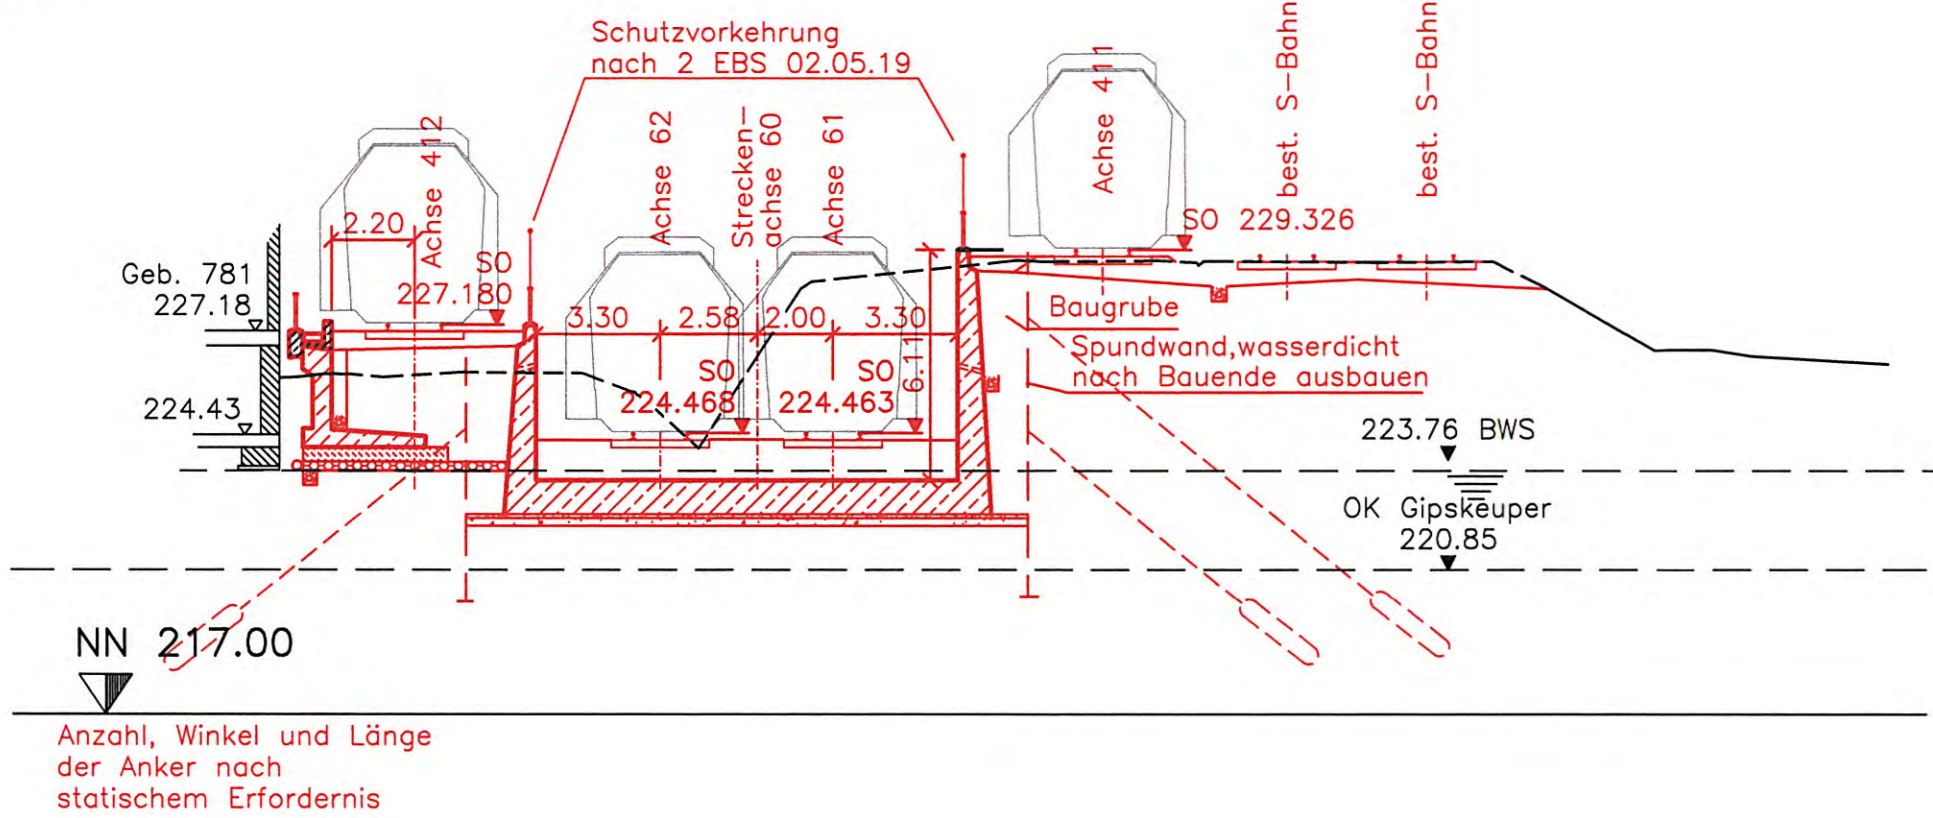 Schutzvorkehrung
nach 2 EBS 02.05.19
Achse 412
Achse 62
Strecken-
achse 60
Achse 61
Achse 411
best. S-Bahn
best. S-Bahn
SO 229.326
2.20
SO
227.180
Geb. 781
227.18
3.30
2.58
2.00
3.30
6.11
Baugrube
Spundwand,wasserdicht
nach Bauende ausbauen
SO
224.468
SO
224.463
224.43
223.76 BWS
OK Gipskeuper
220.85
NN 217.00
Anzahl, Winkel und Länge
der Anker nach
statischem Erfordernis